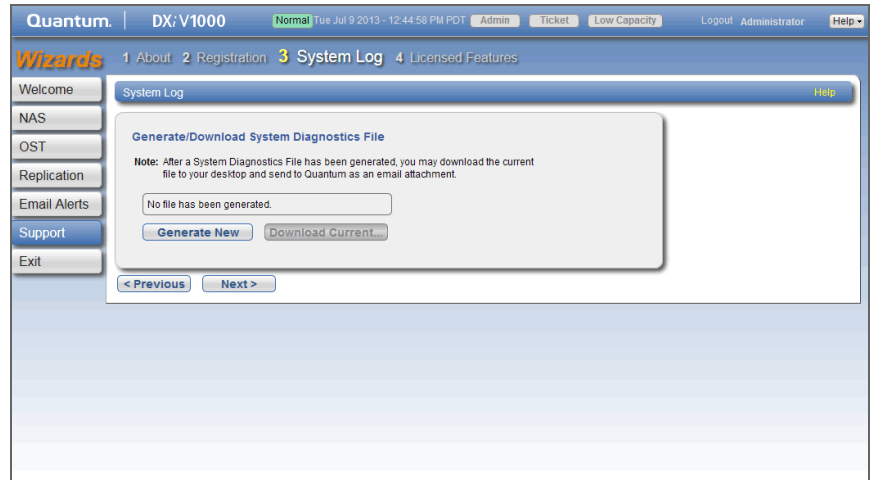 Quantum. DXi V1000 Normal Tue Jul 9 2013 - 12:44:58 PM PDT Admin Ticket Low Capacity Logout Administrator Help
Wizards 1 About 2 Registration 3 System Log 4 Licensed Features
Welcome
NAS
OST
Replication
Email Alerts
Support
Exit
System Log Help
Generate/Download System Diagnostics File
Note: After a System Diagnostics File has been generated, you may download the current
file to your desktop and send to Quantum as an email attachment.
No file has been generated.
Generate New Download Current...
< Previous Next >